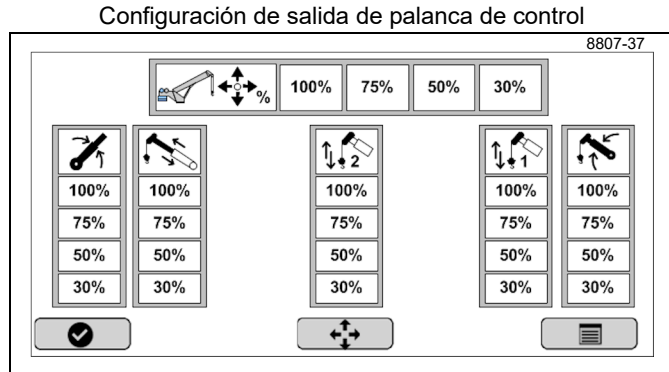 Configuración de salida de palanca de control
8807-37
% 100% 75% 50% 30%
2 1
100% 100% 100% 100% 100%
75% 75% 75% 75% 75%
50% 50% 50% 50% 50%
30% 30% 30% 30% 30%